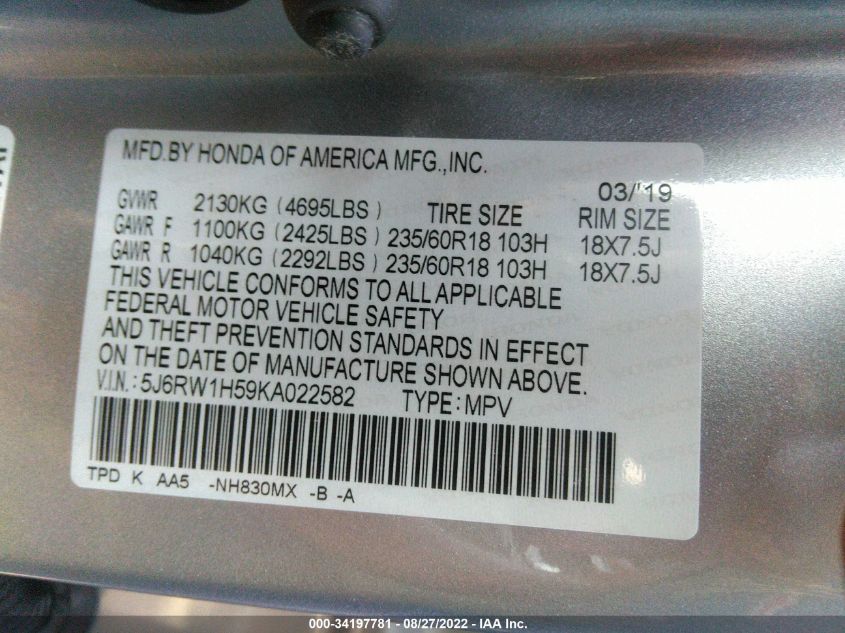 MFD.BY HONDA OF AMERICA MFG.,INC.
03/'19
GVWR 2130KG (4695LBS) TIRE SIZE RIM SIZE
GAWR F 1100KG (2425LBS) 235/60R18 103H 18X7.5J
GAWR R 1040KG (2292LBS) 235/60R18 103H 18X7.5J
THIS VEHICLE CONFORMS TO ALL APPLICABLE
FEDERAL MOTOR VEHICLE SAFETY
AND THEFT PREVENTION STANDARDS IN EFFECT
ON THE DATE OF MANUFACTURE SHOWN ABOVE.
V.I.N.: 5J6RW1H59KA022582 TYPE: MPV
TPD K AA5 -NH830MX -B -A
000-34197781 - 08/27/2022 - IAA Inc.